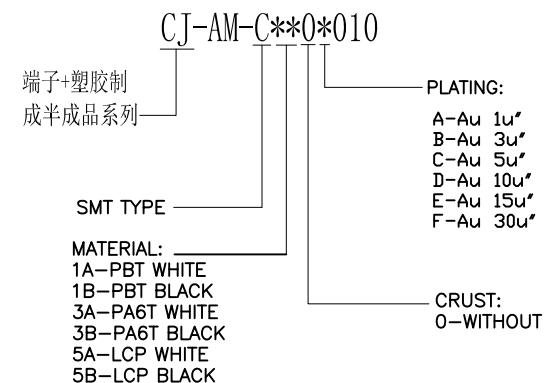 CJ-AM-C**0*010
端子+塑胶制
成半成品系列
PLATING:
A-Au 1u"
B-Au 3u"
C-Au 5u"
D-Au 10u"
E-Au 15u"
F-Au 30u"
SMT TYPE
MATERIAL:
1A-PBT WHITE
1B-PBT BLACK
3A-PA6T WHITE
3B-PA6T BLACK
5A-LCP WHITE
5B-LCP BLACK
CRUST:
0-WITHOUT